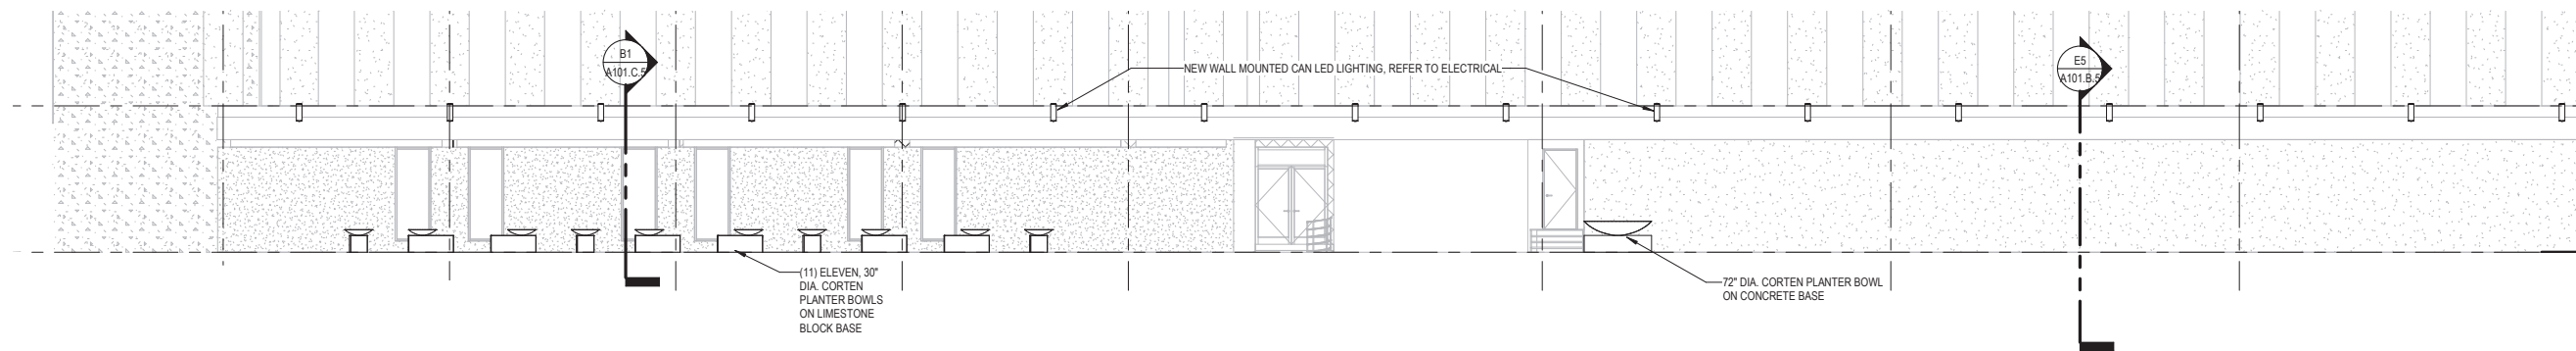 B1
A101.C.5
NEW WALL MOUNTED CAN LED LIGHTING, REFER TO ELECTRICAL
E5
A101.B.5
(11) ELEVEN, 30"
DIA. CORTEN
PLANTER BOWLS
ON LIMESTONE
BLOCK BASE
72" DIA. CORTEN PLANTER BOWL
ON CONCRETE BASE